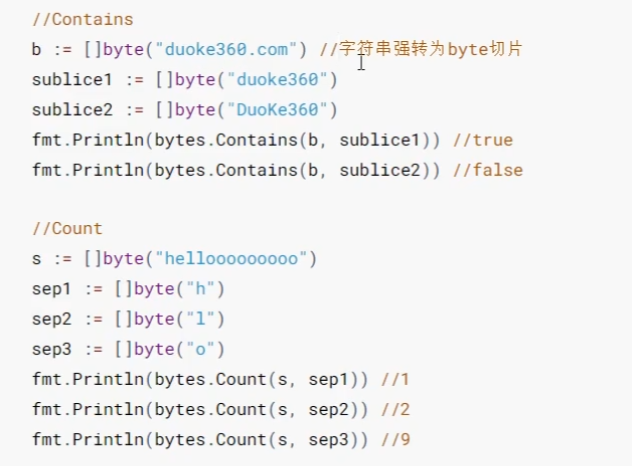 //Contains
b := []byte("duoke360.com") //字符串强转为byte切片
sublice1 := []byte("duoke360")
sublice2 := []byte("DuoKe360")
fmt.Println(bytes.Contains(b, sublice1)) //true
fmt.Println(bytes.Contains(b, sublice2)) //false
//Count
s := []byte("hellooooooooo")
sep1 := []byte("h")
sep2 := []byte("l")
sep3 := []byte("o")
fmt.Println(bytes.Count(s, sep1)) //1
fmt.Println(bytes.Count(s, sep2)) //2
fmt.Println(bytes.Count(s, sep3)) //9